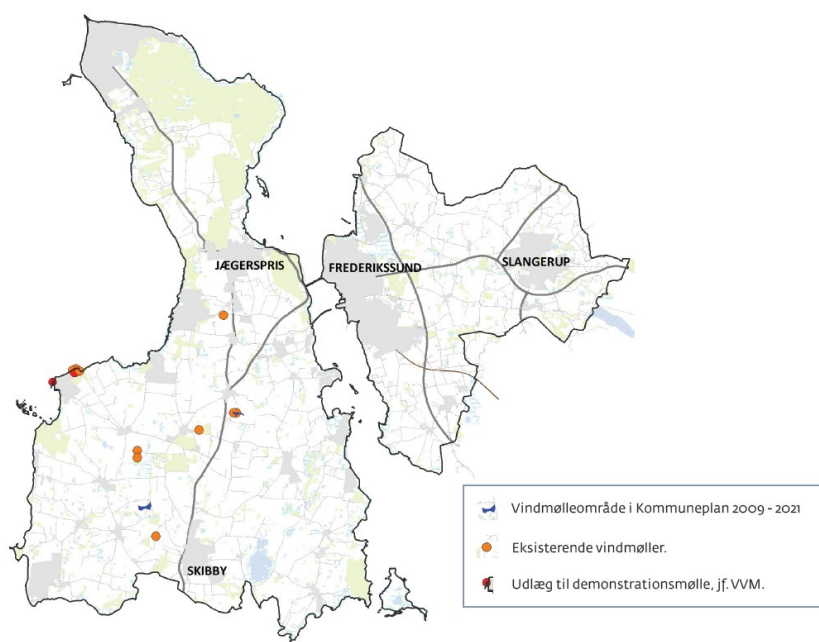 JÆGERSPRIS
FREDERIKSSUND
SLANGERUP
SKIBBY
Vindmølleområde i Kommuneplan 2009 - 2021
Eksisterende vindmøller.
Udlæg til demonstrationsmølle, jf. VVM.